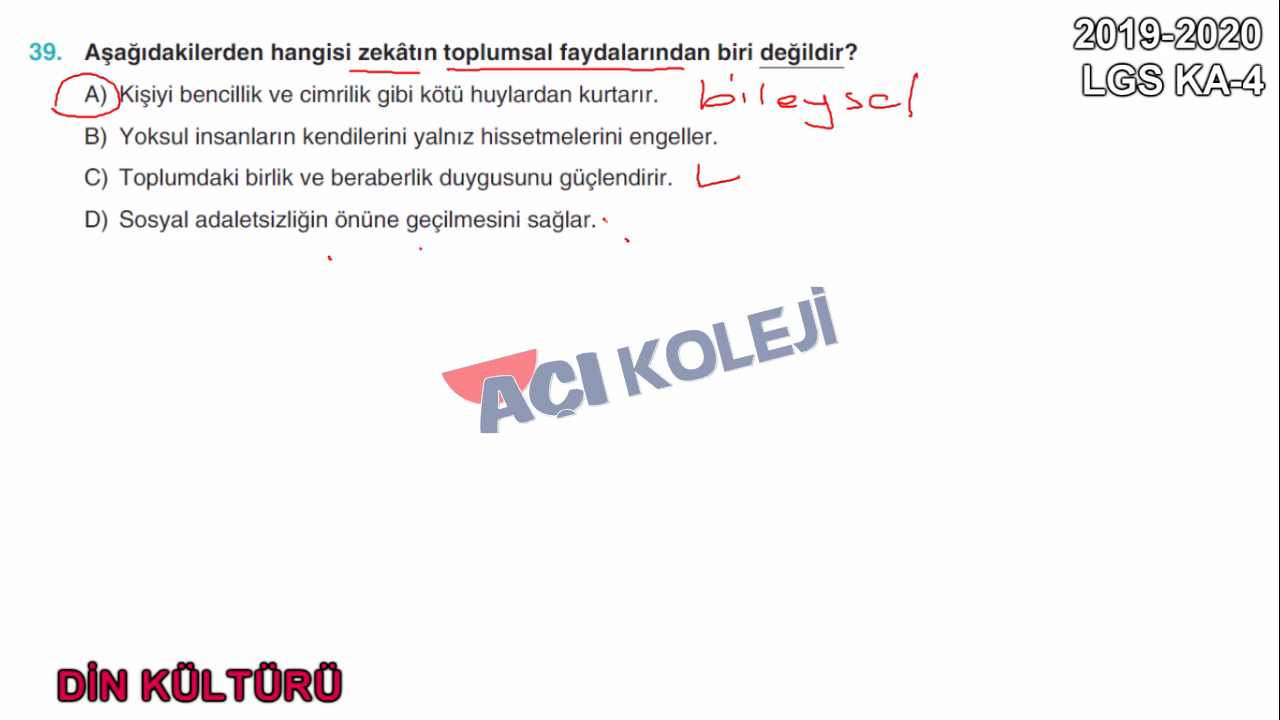 2019-2020
LGS KA-4
39. Aşağıdakilerden hangisi zekâtın toplumsal faydalarından biri değildir?
A) Kişiyi bencillik ve cimrilik gibi kötü huylardan kurtarır. bileysel
B) Yoksul insanların kendilerini yalnız hissetmelerini engeller.
C) Toplumdaki birlik ve beraberlik duygusunu güçlendirir.
D) Sosyal adaletsizliğin önüne geçilmesini sağlar.
AÇI KOLEJİ
DİN KÜLTÜRÜ